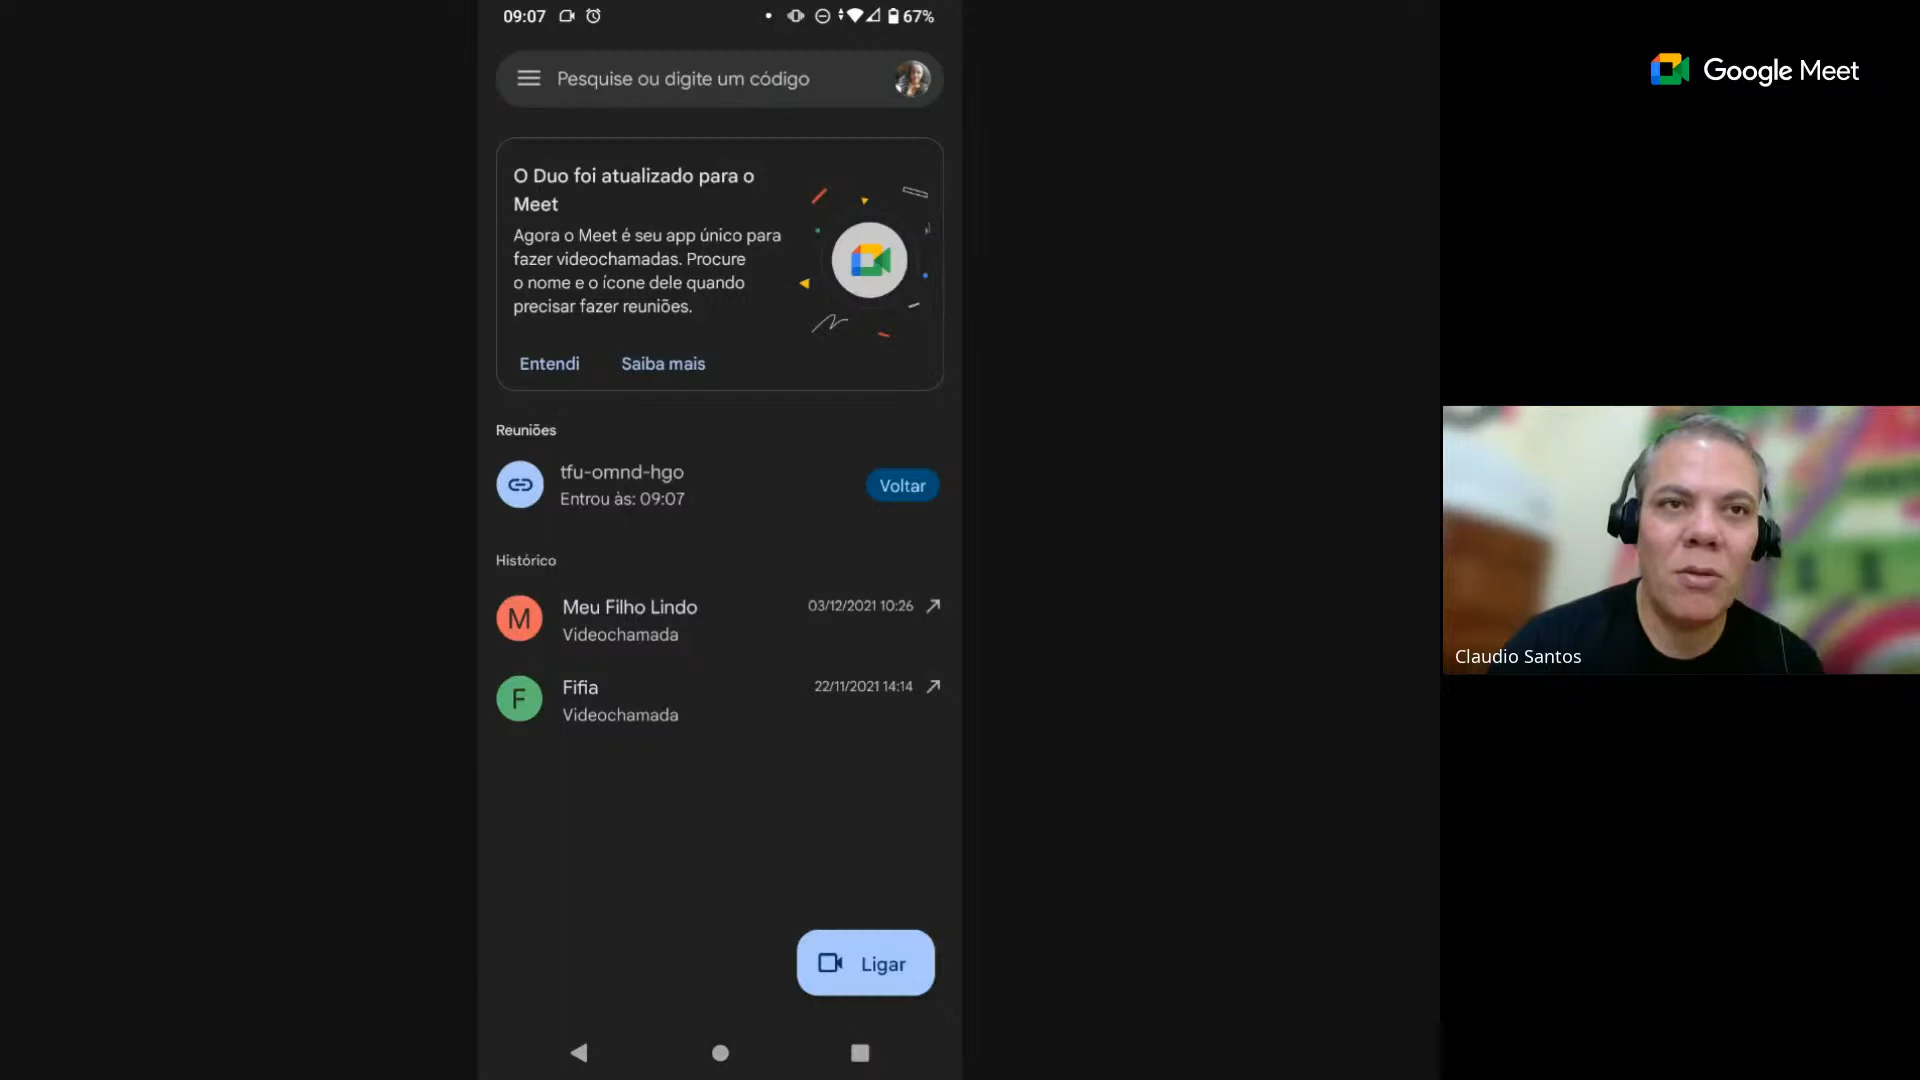 09:07
67%
Pesquise ou digite um código
O Duo foi atualizado para o
Meet
Agora o Meet é seu app único para
fazer videochamadas. Procure
o nome e o ícone dele quando
precisar fazer reuniões.
Entendi
Saiba mais
Reuniões
tfu-omnd-hgo
Entrou às: 09:07
Voltar
Histórico
M
Meu Filho Lindo
03/12/2021 10:26
Videochamada
F
Fifia
22/11/2021 14:14
Videochamada
Ligar
Google Meet
Claudio Santos